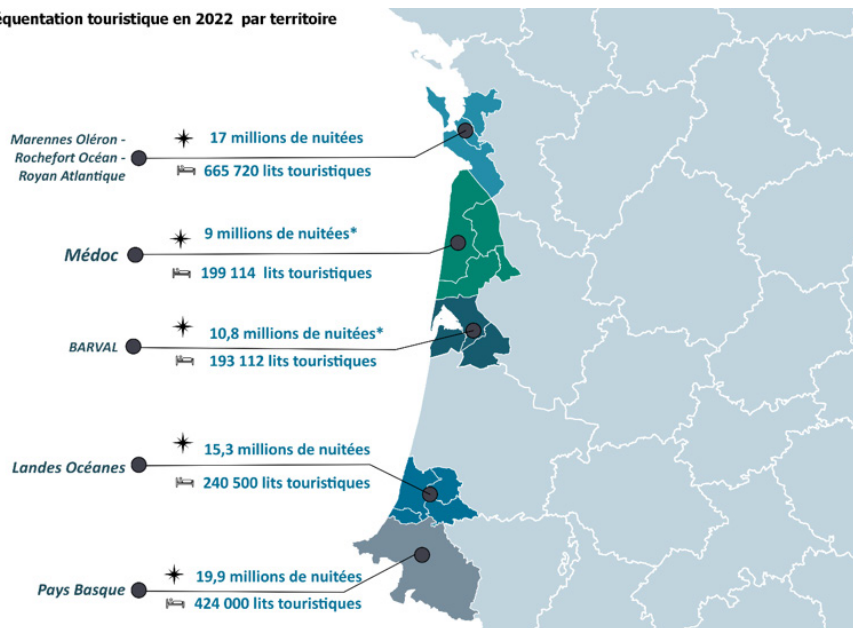 équentation touristique en 2022 par territoire
Marennes Oléron -
Rochefort Océan -
Royan Atlantique
17 millions de nuitées
665 720 lits touristiques
Médoc
9 millions de nuitées*
199 114 lits touristiques
BARVAL
10,8 millions de nuitées*
193 112 lits touristiques
Landes Océanes
15,3 millions de nuitées
240 500 lits touristiques
Pays Basque
19,9 millions de nuitées
424 000 lits touristiques